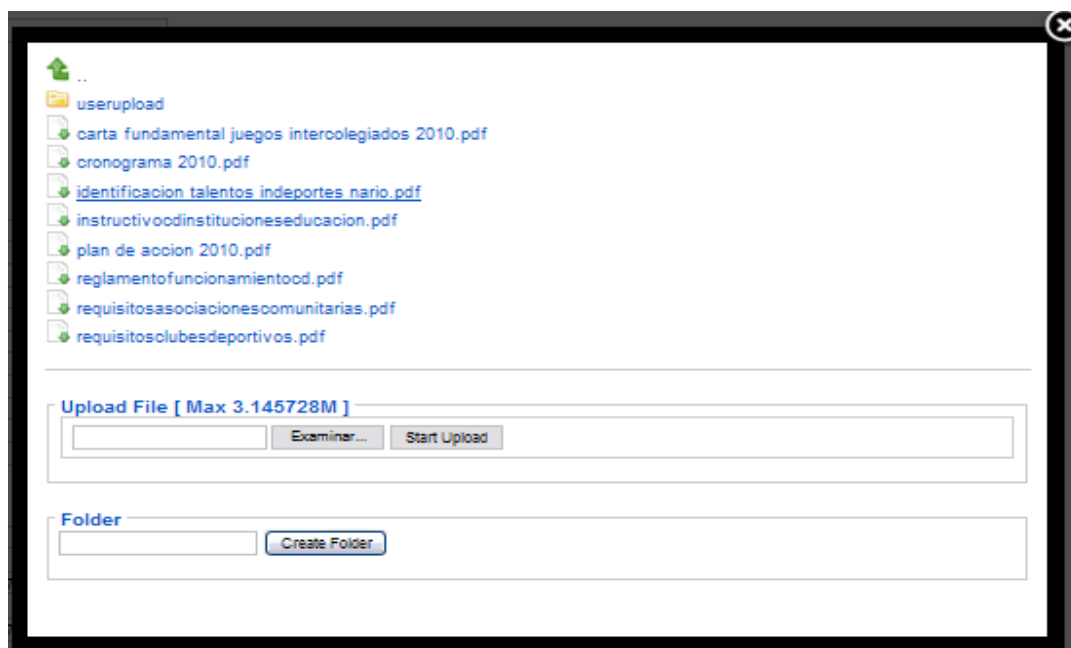 ..
userupload
carta fundamental juegos intercolegiados 2010.pdf
cronograma 2010.pdf
identificacion talentos indeportes nario.pdf
instructivocdinstitucioneseducacion.pdf
plan de accion 2010.pdf
reglamentofuncionamientocd.pdf
requisitosasociacionescomunitarias.pdf
requisitosclubesdeportivos.pdf
Upload File [ Max 3.145728M ]
Examinar... Start Upload
Folder
Create Folder